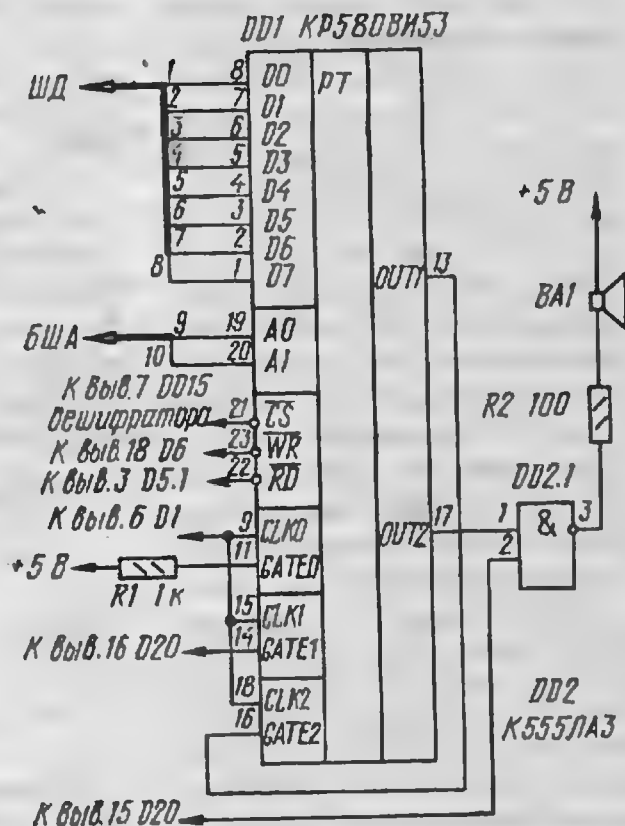 DD1 КР580ВИ53
ШД
1 8 D0 РТ
2 7 D1
3 6 D2
4 5 D3
5 4 D4
6 3 D5
7 2 D6
8 1 D7
OUT1 13
+5 В
BA1
БША
9 19 A0
10 20 A1
R2 100
К выв.7 DD15
дешифратора 21 CS
К выв.18 D6 23 WR
К выв.3 D5.1 22 RD
DD2.1
К выв.6 D1
9 CLK0
OUT2 17 1 & 3
2
+5 В
11 GATE0
R1 1к
15 CLK1
14 GATE1
К выв.16 D20
18 CLK2
16 GATE2
DD2
К555ЛА3
К выв.15 D20